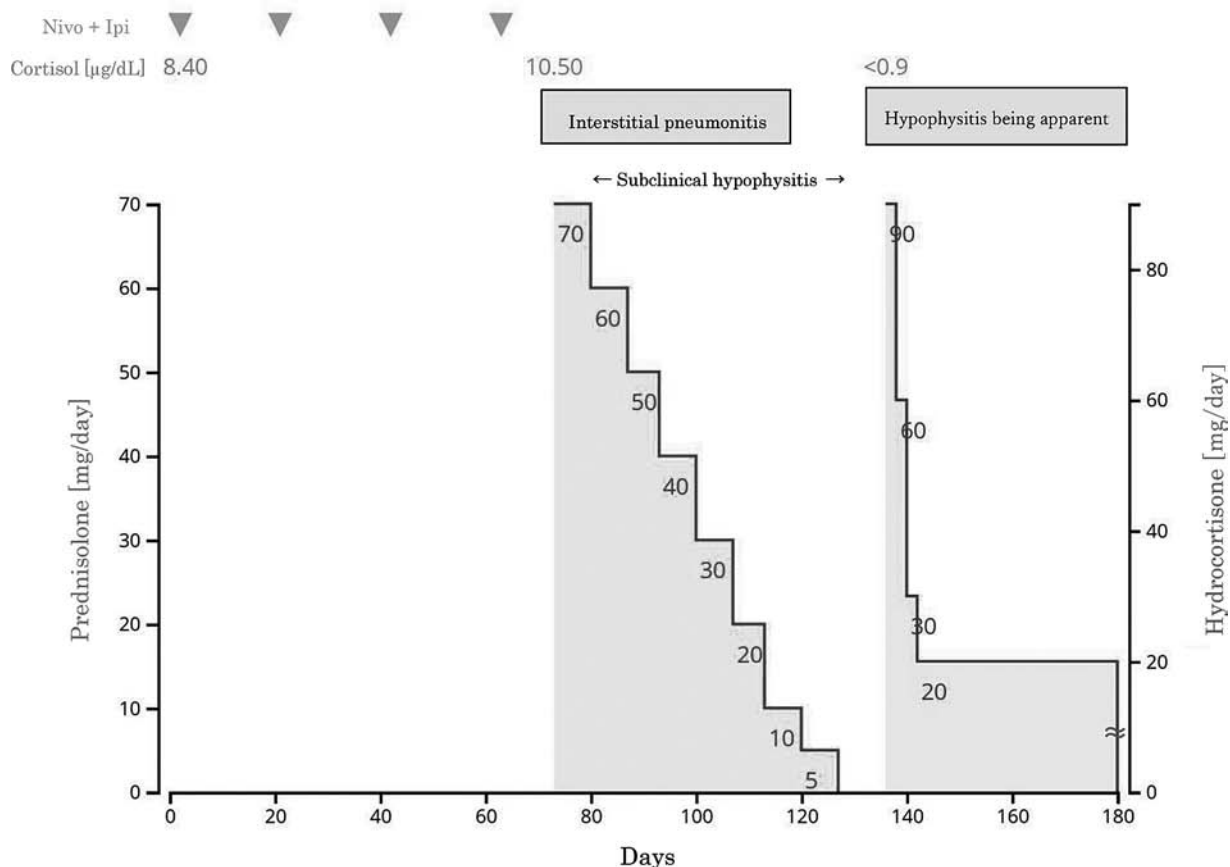 Nivo + Ipi
Cortisol [µg/dL] 8.40 10.50 <0.9
Interstitial pneumonitis
Hypophysitis being apparent
← Subclinical hypophysitis →
Prednisolone [mg/day]
70
60
50
40
30
20
10
0
70
60
50
40
30
20
10
5
90
60
30
20
Hydrocortisone [mg/day]
80
60
40
20
0
0 20 40 60 80 100 120 140 160 180
Days